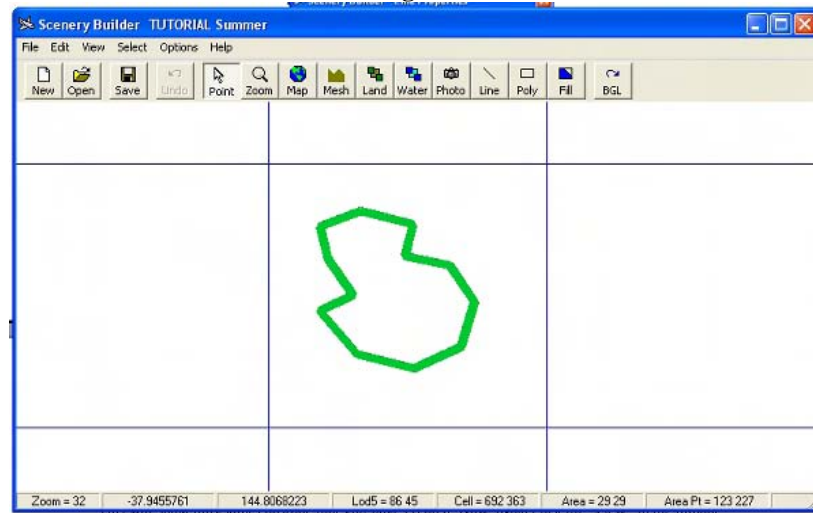 Scenery Builder TUTORIAL Summer
File Edit View Select Options Help
New Open Save Undo Point Zoom Map Mesh Land Water Photo Line Poly Fill BGL
Zoom = 32 -37.9455761 144.8068223 Lod5 = 86 45 Cell = 692 363 Area = 29 29 Area Pt = 123 227